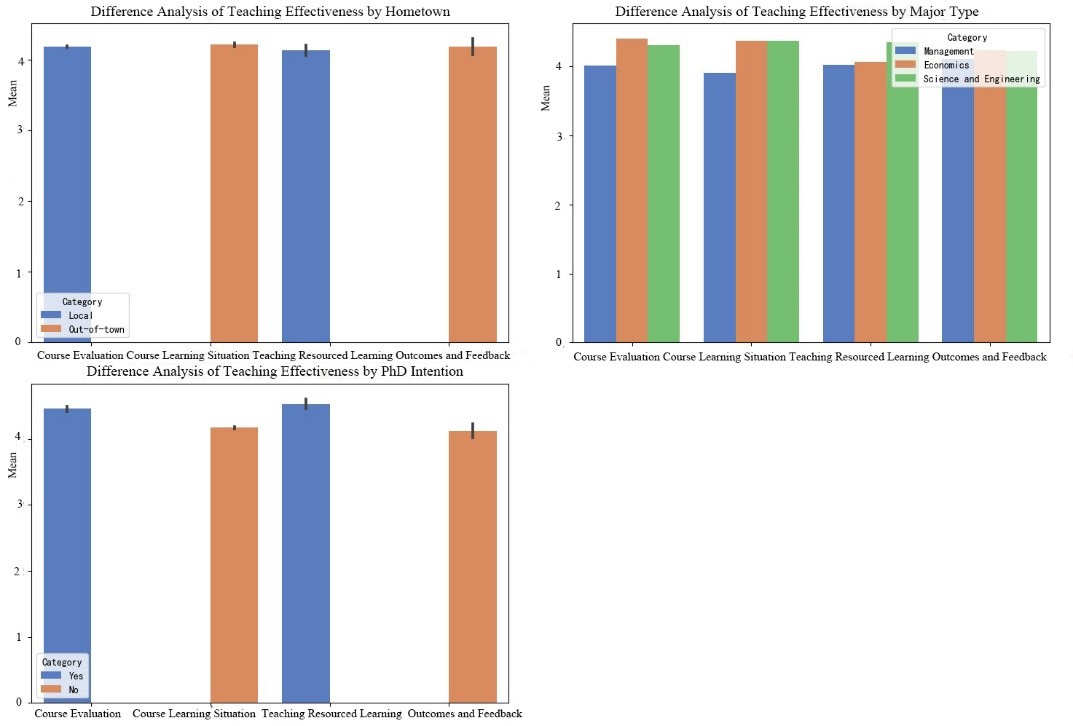 Difference Analysis of Teaching Effectiveness by Hometown
Mean
4
3
2
1
0
Category
Local
Out-of-town
Course Evaluation Course Learning Situation Teaching Resourced Learning Outcomes and Feedback
Difference Analysis of Teaching Effectiveness by Major Type
Mean
4
3
2
1
0
Category
Management
Economics
Science and Engineering
Course Evaluation Course Learning Situation Teaching Resourced Learning Outcomes and Feedback
Difference Analysis of Teaching Effectiveness by PhD Intention
Mean
4
3
2
1
0
Category
Yes
No
Course Evaluation Course Learning Situation Teaching Resourced Learning Outcomes and Feedback